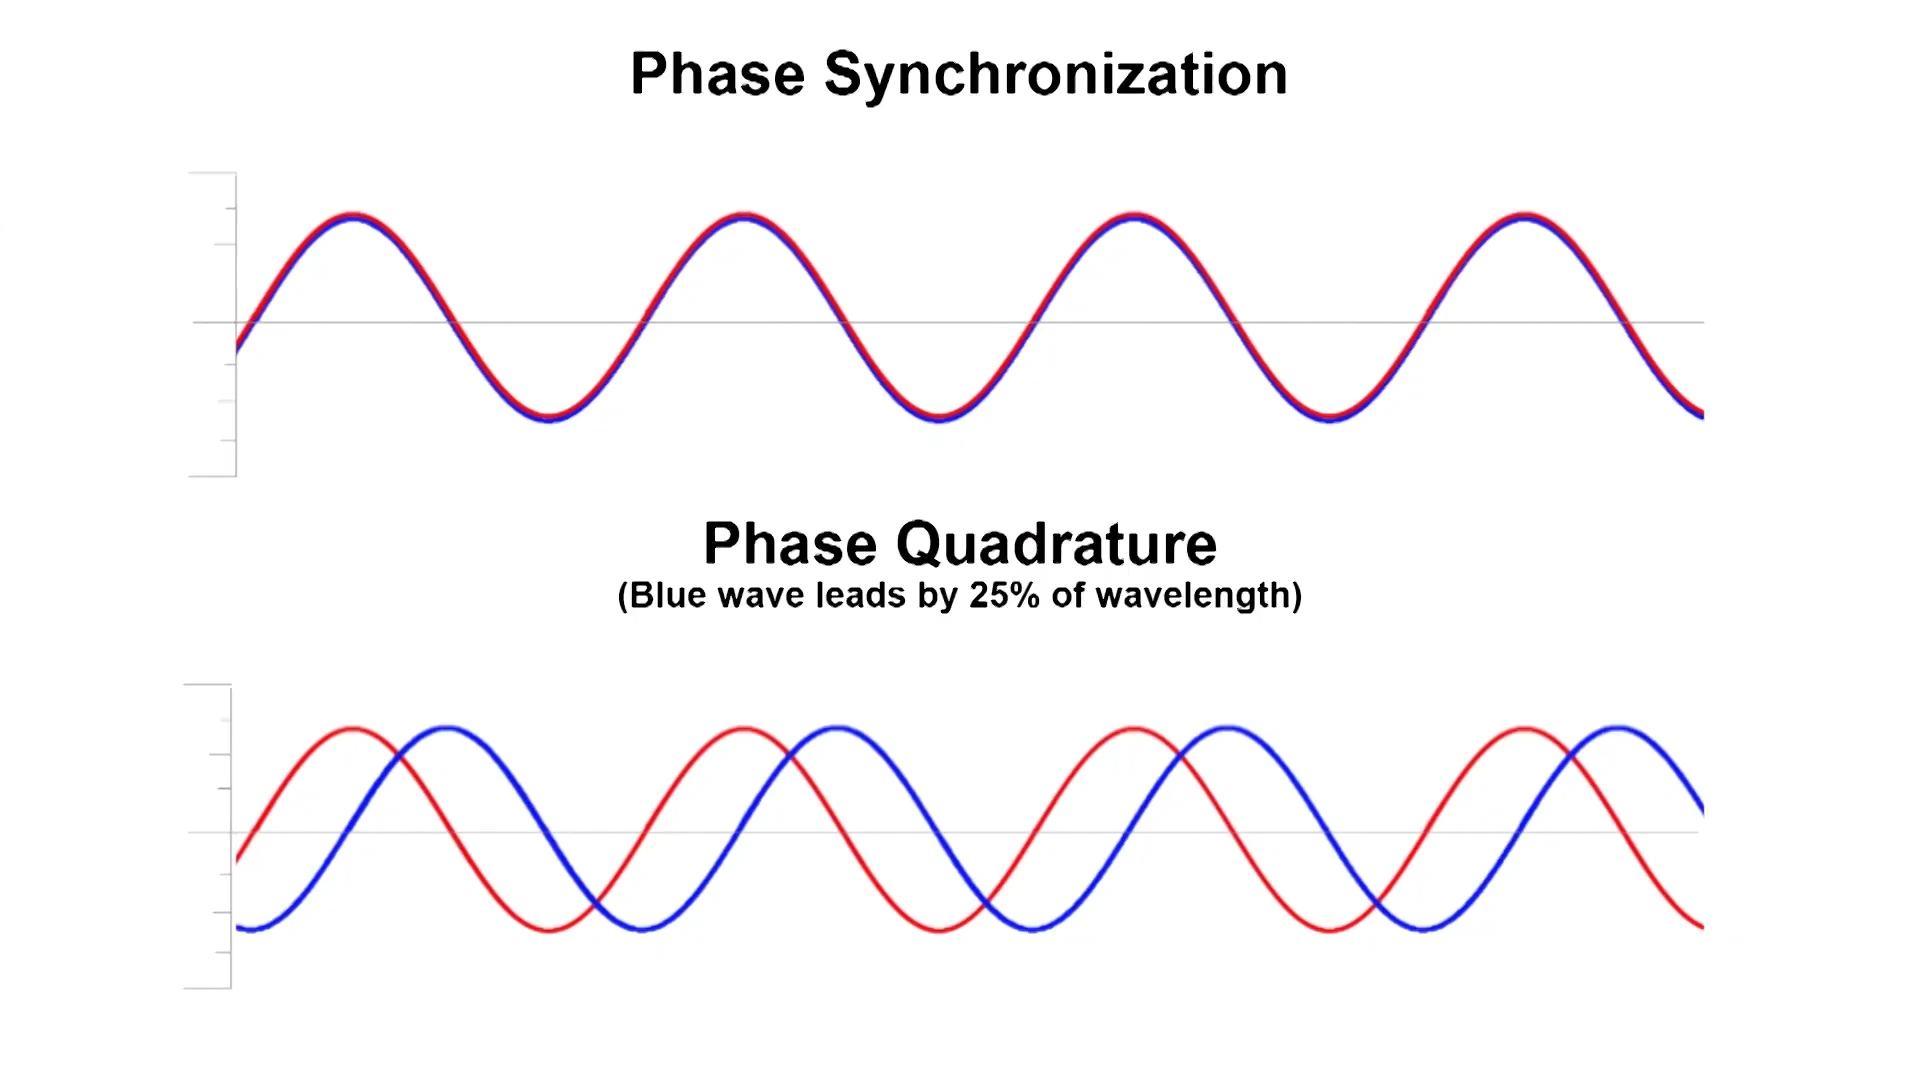 Phase Synchronization
Phase Quadrature
(Blue wave leads by 25% of wavelength)